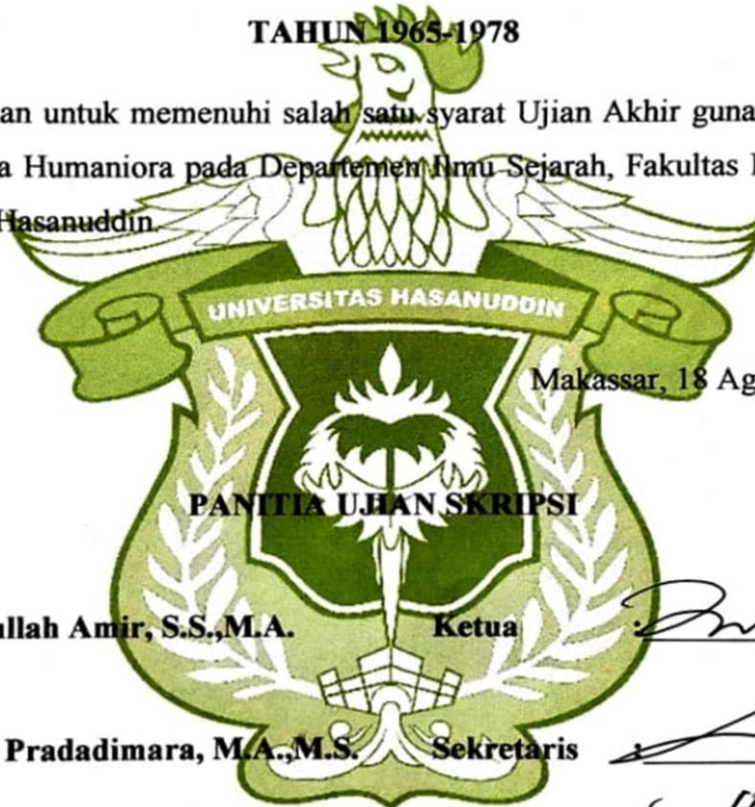 TAHUN 1965-1978
an untuk memenuhi salah satu syarat Ujian Akhir guna
a Humaniora pada Departemen Ilmu Sejarah, Fakultas
Hasanuddin.
UNIVERSITAS HASANUDDIN
Makassar, 18 Ag
PANITIA UJIAN SKRIPSI
ullah Amir, S.S.,M.A. Ketua :
Pradadimara, M.A.,M.S. Sekretaris :